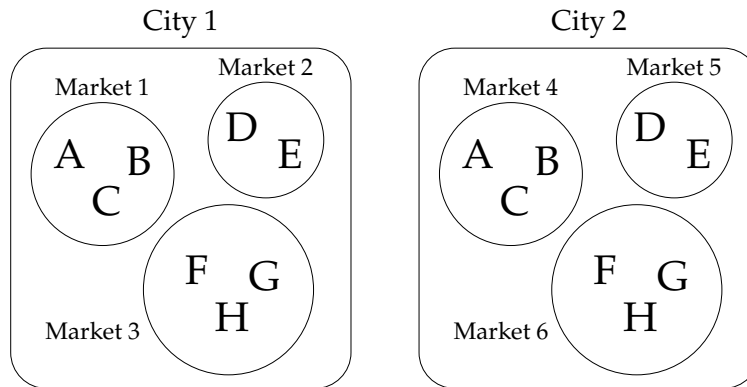 City 1
Market 1
Market 2
A B
C
D
E
F G
H
Market 3
City 2
Market 4
Market 5
A B
C
D
E
F G
H
Market 6